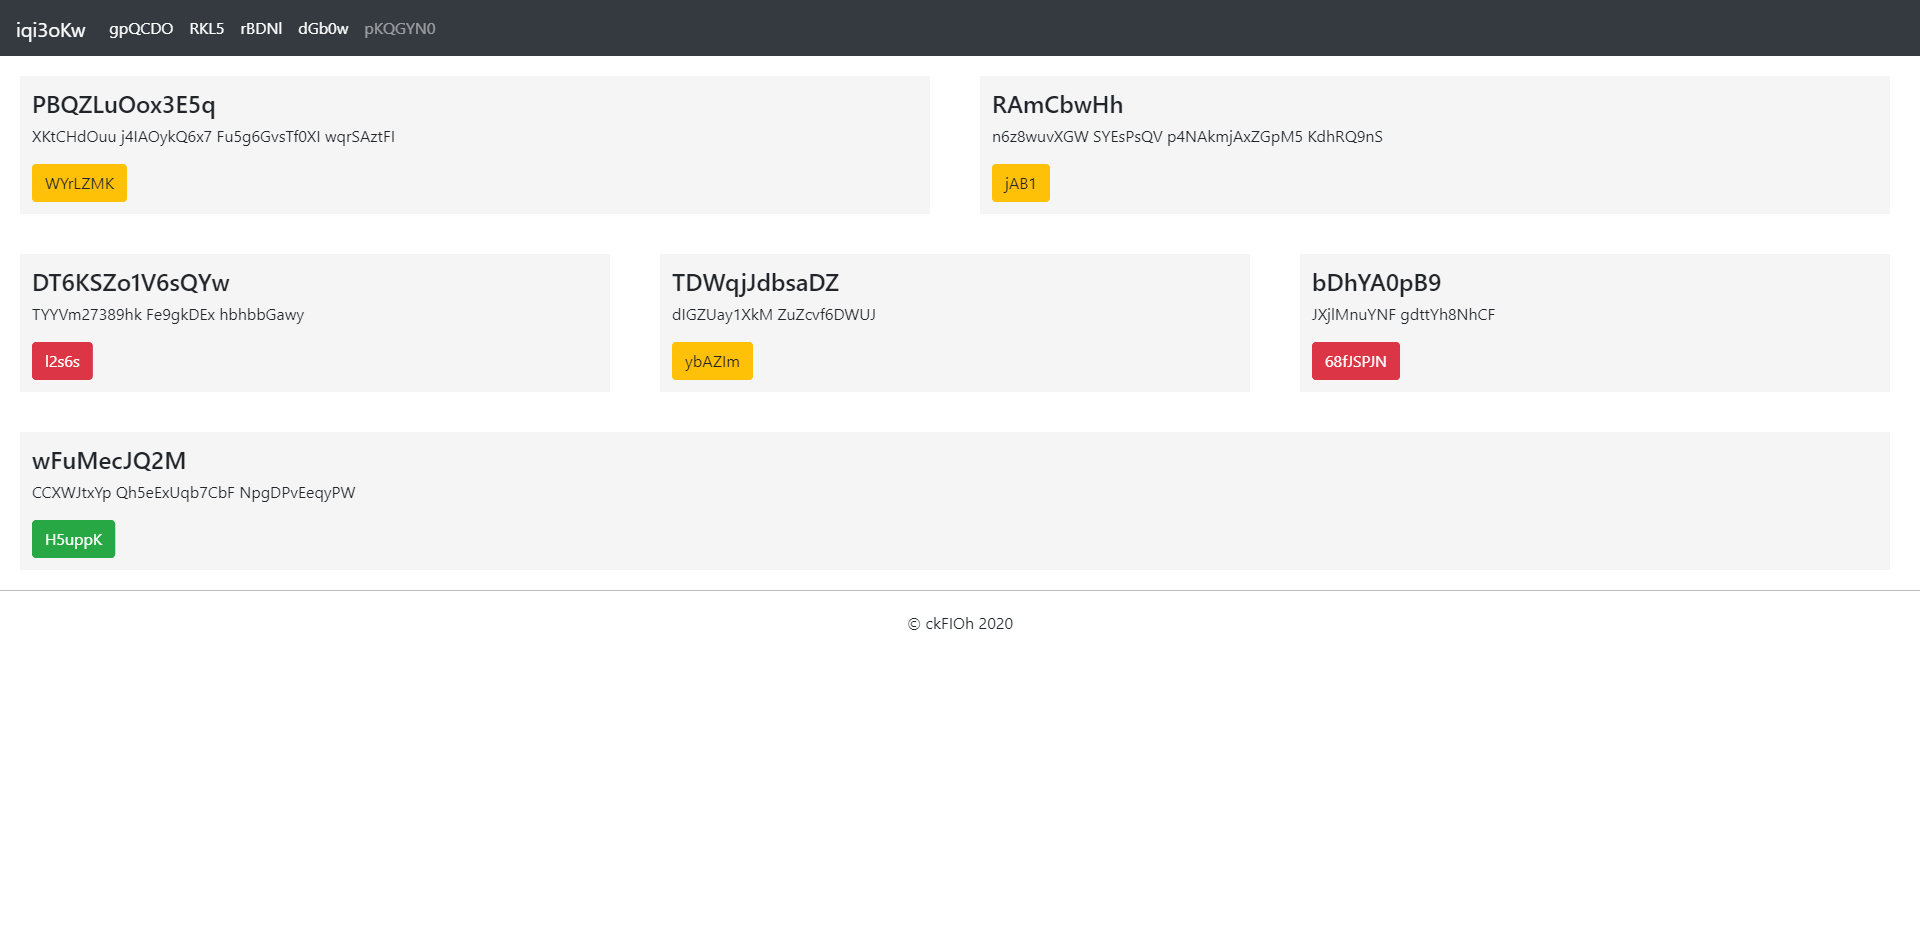 iqi3oKw gpQCDO RKL5 rBDNl dGb0w pKQGYN0
PBQZLuOox3E5q
XKtCHdOuu j4IAOykQ6x7 Fu5g6GvsTf0XI wqrSAztFI
WYrLZMK
RAmCbwHh
n6z8wuvXGW SYEsPsQV p4NAkmjAxZGpM5 KdhRQ9nS
jAB1
DT6KSZo1V6sQYw
TYYVm27389hk Fe9gkDEx hbhbbGawy
l2s6s
TDWqjJdbsaDZ
dIGZUay1XkM ZuZcvf6DWUJ
ybAZIm
bDhYA0pB9
JXjlMnuYNF gdttYh8NhCF
68fJSPJN
wFuMecJQ2M
CCXWJtxYp Qh5eExUqb7CbF NpgDPvEeqyPW
H5uppK
© ckFIOh 2020